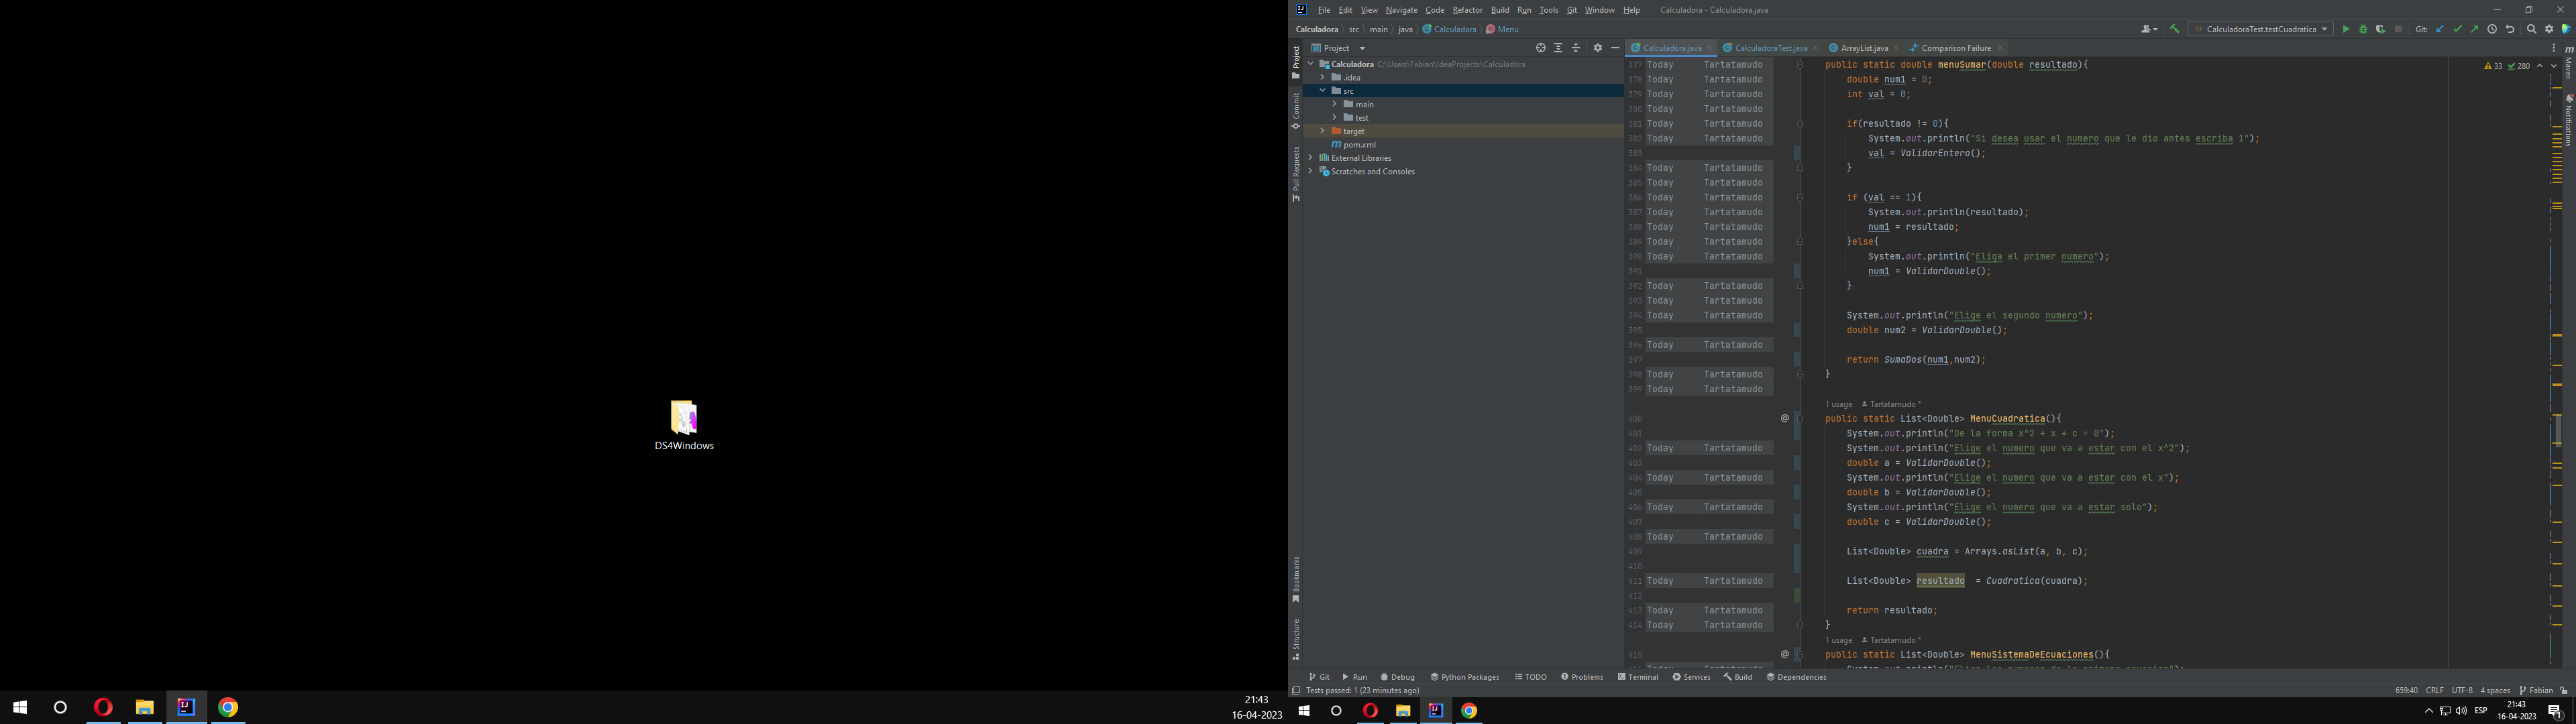 DS4Windows
21:43
16-04-2023
File Edit View Navigate Code Refactor Build Run Tools Git Window Help Calculadora - Calculadora.java
Calculadora src main java Calculadora Menu
CalculadoraTest.testCuadratica Git:
Project
Calculadora.java CalculadoraTest.java ArrayList.java Comparison Failure
Calculadora C:\Users\Fabian\IdeaProjects\Calculadora
.idea
src
main
test
target
pom.xml
External Libraries
Scratches and Consoles
Project
Commit
Pull Requests
Bookmarks
Structure
Maven
Notifications
33 280
377 Today Tartatamudo public static double menuSumar(double resultado){
378 Today Tartatamudo double num1 = 0;
379 Today Tartatamudo int val = 0;
380 Today Tartatamudo
381 Today Tartatamudo if(resultado != 0){
382 Today Tartatamudo System.out.println("Si desea usar el numero que le dio antes escriba 1");
383 val = ValidarEntero();
384 Today Tartatamudo }
385 Today Tartatamudo
386 Today Tartatamudo if (val == 1){
387 Today Tartatamudo System.out.println(resultado);
388 Today Tartatamudo num1 = resultado;
389 Today Tartatamudo }else{
390 Today Tartatamudo System.out.println("Eliga el primer numero");
391 num1 = ValidarDouble();
392 Today Tartatamudo }
393 Today Tartatamudo
394 Today Tartatamudo System.out.println("Elige el segundo numero");
395 double num2 = ValidarDouble();
396 Today Tartatamudo
397 return SumaDos(num1,num2);
398 Today Tartatamudo }
399 Today Tartatamudo
1 usage Tartatamudo *
400 @ public static List<Double> MenuCuadratica(){
401 System.out.println("De la forma x^2 + x + c = 0");
402 Today Tartatamudo System.out.println("Elige el numero que va a estar con el x^2");
403 double a = ValidarDouble();
404 Today Tartatamudo System.out.println("Elige el numero que va a estar con el x");
405 double b = ValidarDouble();
406 Today Tartatamudo System.out.println("Elige el numero que va a estar solo");
407 double c = ValidarDouble();
408 Today Tartatamudo
409 List<Double> cuadra = Arrays.asList(a, b, c);
410
411 Today Tartatamudo List<Double> resultado = Cuadratica(cuadra);
412
413 Today Tartatamudo return resultado;
414 Today Tartatamudo }
1 usage Tartatamudo *
415 @ public static List<Double> MenuSistemaDeEcuaciones(){
Git Run Debug Python Packages TODO Problems Terminal Services Build Dependencies
Tests passed: 1 (23 minutes ago)
659:40 CRLF UTF-8 4 spaces Fabian
ESP
21:43
16-04-2023